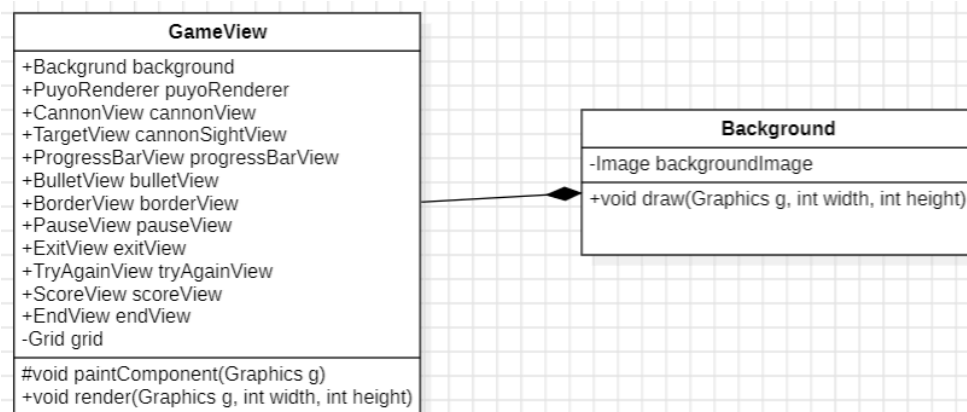 GameView
+Backgrund background
+PuyoRenderer puyoRenderer
+CannonView cannonView
+TargetView cannonSightView
+ProgressBarView progressBarView
+BulletView bulletView
+BorderView borderView
+PauseView pauseView
+ExitView exitView
+TryAgainView tryAgainView
+ScoreView scoreView
+EndView endView
-Grid grid
#void paintComponent(Graphics g)
+void render(Graphics g, int width, int height)
Background
-Image backgroundImage
+void draw(Graphics g, int width, int height)